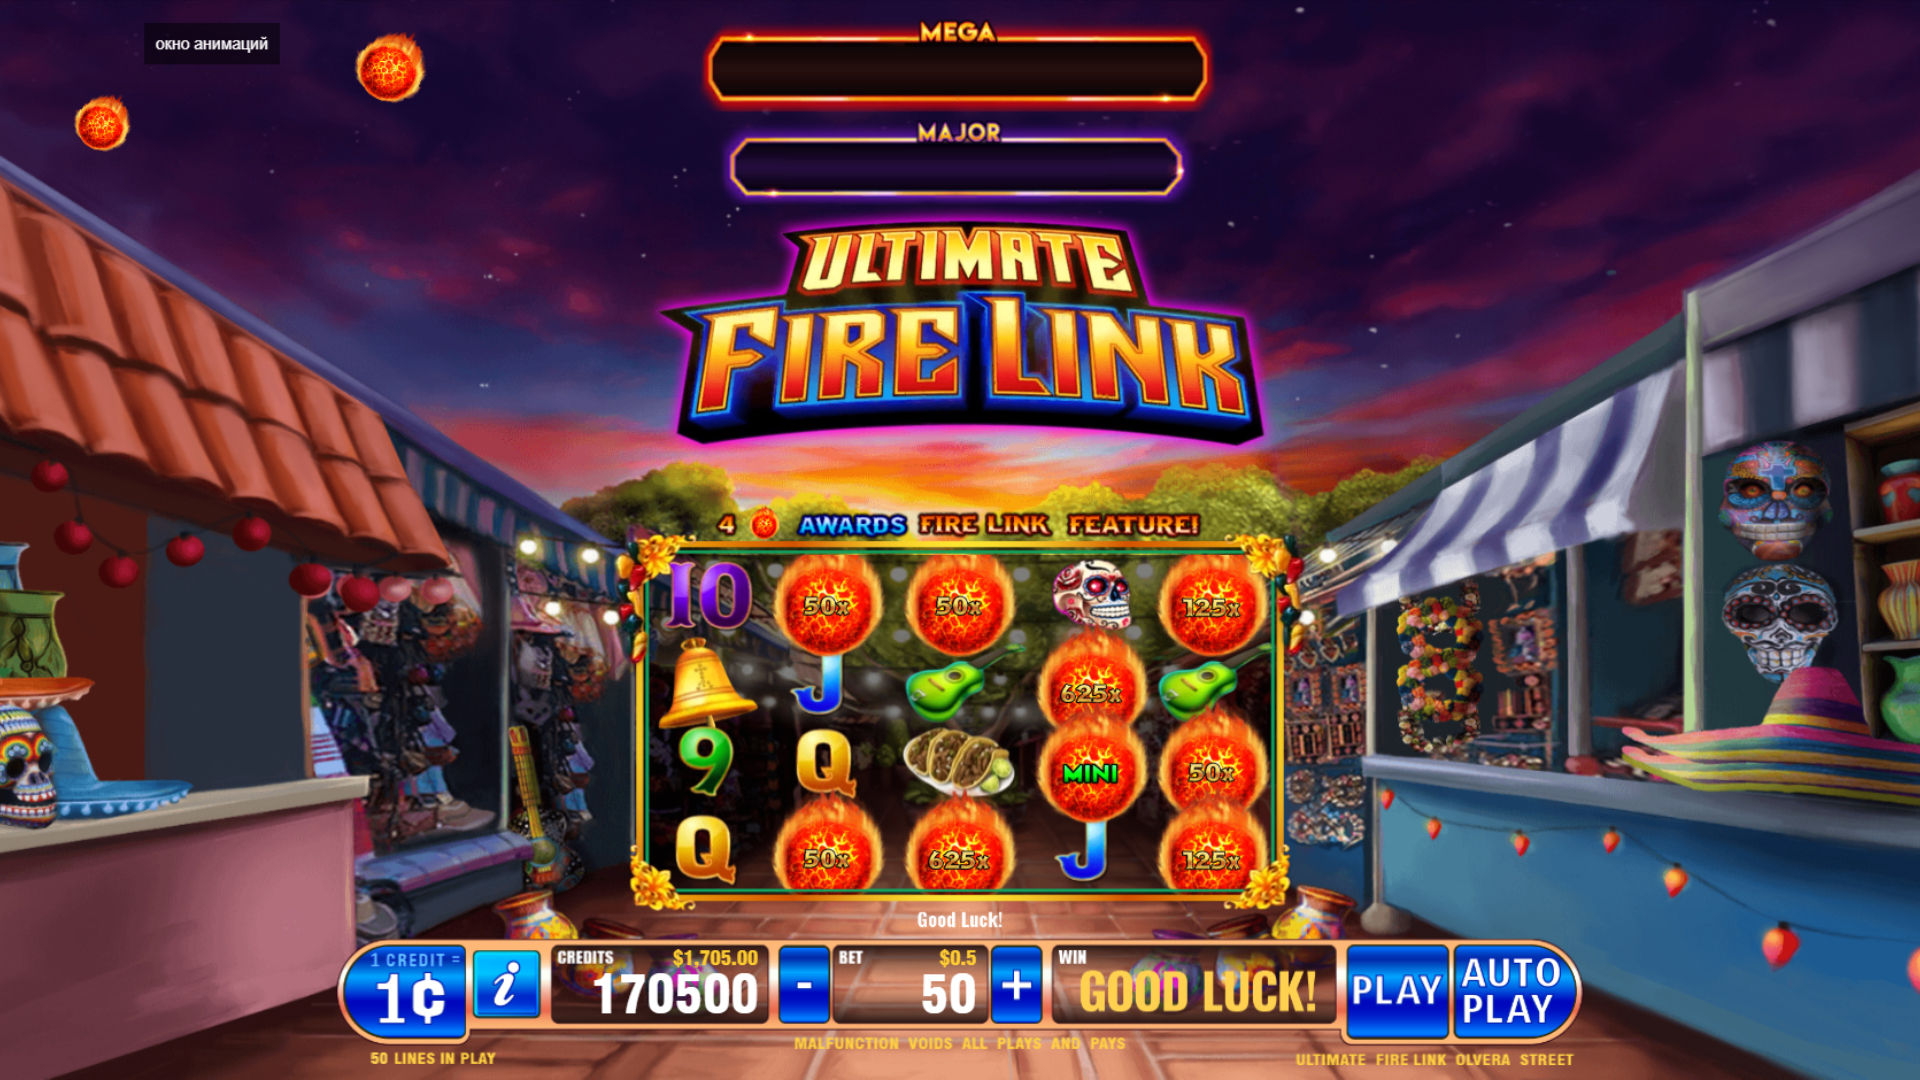 окно анимаций
MEGA
MAJOR
ULTIMATE
FIRE LINK
4 AWARDS FIRE LINK FEATURE!
10 50x 50x 125x
J 625x
9 Q MINI 50x
Q 50x 625x J 125x
Good Luck!
1 CREDIT =
1¢
i
CREDITS $1,705.00
170500
-
BET $0.5
50
+
WIN
GOOD LUCK!
PLAY
AUTO
PLAY
MALFUNCTION VOIDS ALL PLAYS AND PAYS
50 LINES IN PLAY
ULTIMATE FIRE LINK OLVERA STREET